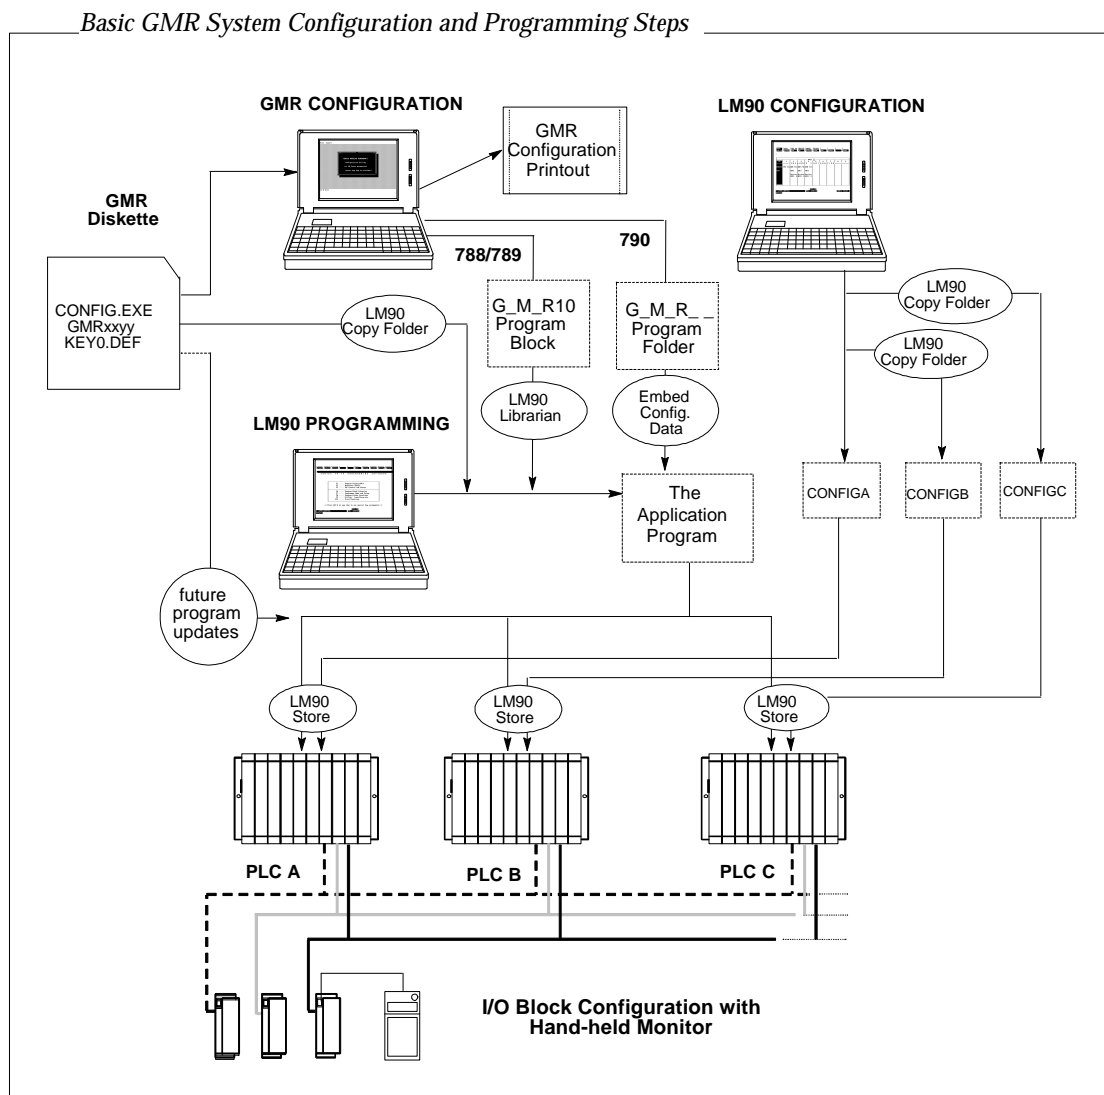 Basic GMR System Configuration and Programming Steps
GMR CONFIGURATION
LM90 CONFIGURATION
GMR
Configuration
Printout
GMR
Diskette
788/789
790
CONFIG.EXE
GMRxxyy
KEY0.DEF
LM90
Copy Folder
G_M_R10
Program
Block
G_M_R_ _
Program
Folder
LM90
Copy Folder
LM90
Copy Folder
LM90
Librarian
Embed
Config.
Data
LM90 PROGRAMMING
The
Application
Program
CONFIGA
CONFIGB
CONFIGC
future
program
updates
LM90
Store
LM90
Store
LM90
Store
PLC A
PLC B
PLC C
I/O Block Configuration with
Hand-held Monitor